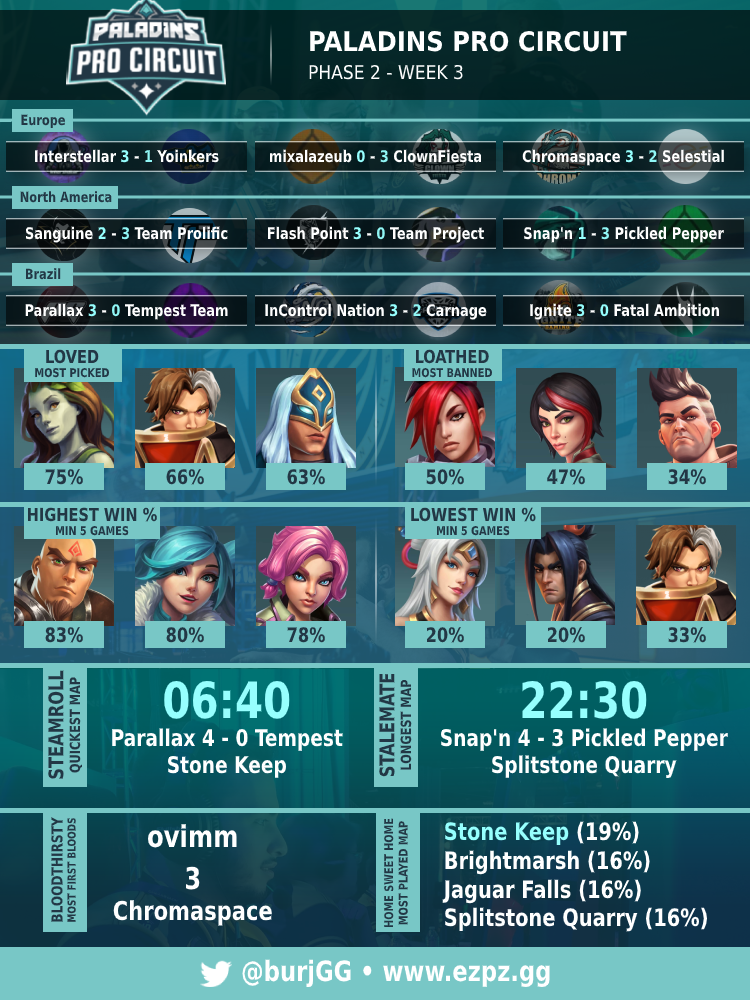 PALADINS
PRO CIRCUIT
PALADINS PRO CIRCUIT
PHASE 2 - WEEK 3
Europe
Interstellar 3 - 1 Yoinkers
mixalazeub 0 - 3 ClownFiesta
Chromaspace 3 - 2 Selestial
North America
Sanguine 2 - 3 Team Prolific
Flash Point 3 - 0 Team Project
Snap'n 1 - 3 Pickled Pepper
Brazil
Parallax 3 - 0 Tempest Team
InControl Nation 3 - 2 Carnage
Ignite 3 - 0 Fatal Ambition
LOVED
MOST PICKED
75%
66%
63%
LOATHED
MOST BANNED
50%
47%
34%
HIGHEST WIN %
MIN 5 GAMES
83%
80%
78%
LOWEST WIN %
MIN 5 GAMES
20%
20%
33%
STEAMROLL
QUICKEST MAP
06:40
Parallax 4 - 0 Tempest
Stone Keep
STALEMATE
LONGEST MAP
22:30
Snap'n 4 - 3 Pickled Pepper
Splitstone Quarry
BLOODTHIRSTY
MOST FIRST BLOODS
ovimm
3
Chromaspace
HOME SWEET HOME
MOST PLAYED MAP
Stone Keep (19%)
Brightmarsh (16%)
Jaguar Falls (16%)
Splitstone Quarry (16%)
@burjGG • www.ezpz.gg